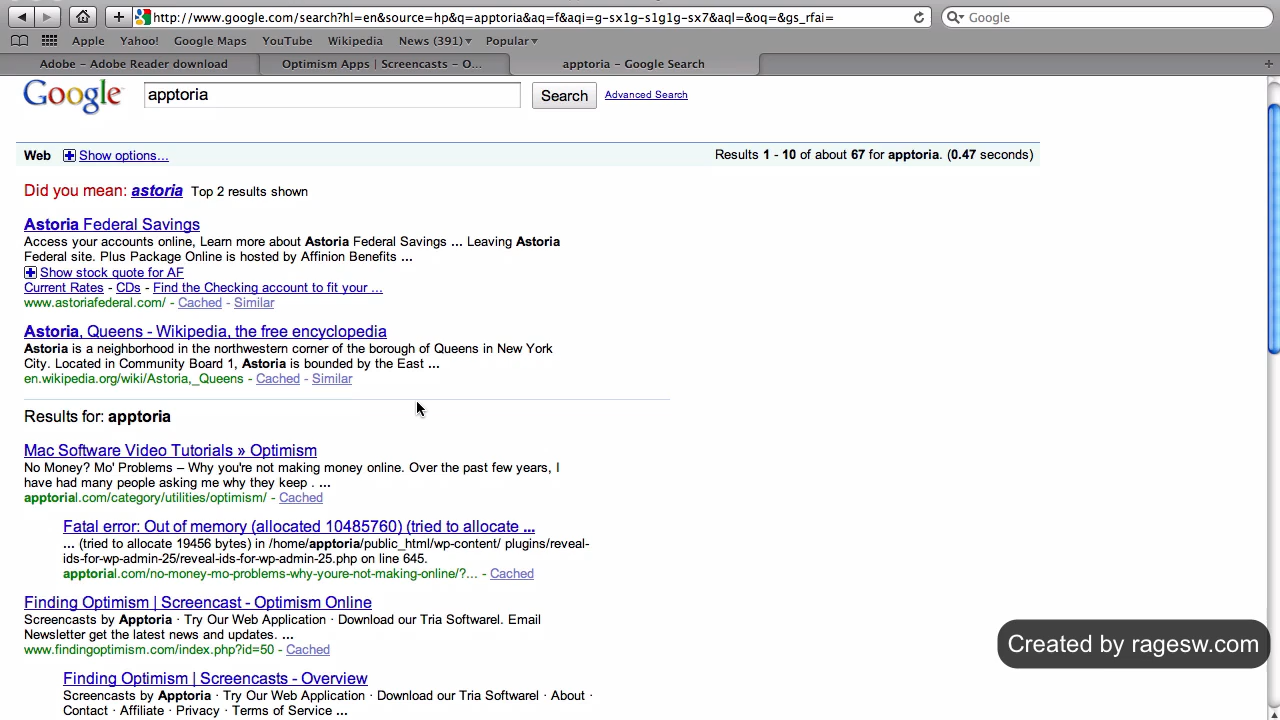 http://www.google.com/search?hl=en&source=hp&q=apptoria&aq=f&aqi=g-sx1g-s1g1g-sx7&aql=&oq=&gs_rfai=
Google
Apple Yahoo! Google Maps YouTube Wikipedia News (391) Popular
Adobe – Adobe Reader download Optimism Apps | Screencasts – O... apptoria – Google Search
Google apptoria Search Advanced Search
Web Show options... Results 1 - 10 of about 67 for apptoria. (0.47 seconds)
Did you mean: astoria Top 2 results shown
Astoria Federal Savings
Access your accounts online, Learn more about Astoria Federal Savings ... Leaving Astoria
Federal site. Plus Package Online is hosted by Affinion Benefits ...
Show stock quote for AF
Current Rates - CDs - Find the Checking account to fit your ...
www.astoriafederal.com/ - Cached - Similar
Astoria, Queens - Wikipedia, the free encyclopedia
Astoria is a neighborhood in the northwestern corner of the borough of Queens in New York
City. Located in Community Board 1, Astoria is bounded by the East ...
en.wikipedia.org/wiki/Astoria,_Queens - Cached - Similar
Results for: apptoria
Mac Software Video Tutorials » Optimism
No Money? Mo' Problems – Why you're not making money online. Over the past few years, I
have had many people asking me why they keep . ...
apptorial.com/category/utilities/optimism/ - Cached
Fatal error: Out of memory (allocated 10485760) (tried to allocate ...
... (tried to allocate 19456 bytes) in /home/apptoria/public_html/wp-content/ plugins/reveal-
ids-for-wp-admin-25/reveal-ids-for-wp-admin-25.php on line 645.
apptorial.com/no-money-mo-problems-why-youre-not-making-online/?... - Cached
Finding Optimism | Screencast - Optimism Online
Screencasts by Apptoria · Try Our Web Application · Download our Tria Softwarel. Email
Newsletter get the latest news and updates. ...
www.findingoptimism.com/index.php?id=50 - Cached
Finding Optimism | Screencasts - Overview
Screencasts by Apptoria · Try Our Web Application · Download our Tria Softwarel · About ·
Contact · Affiliate · Privacy · Terms of Service ...
Created by ragesw.com